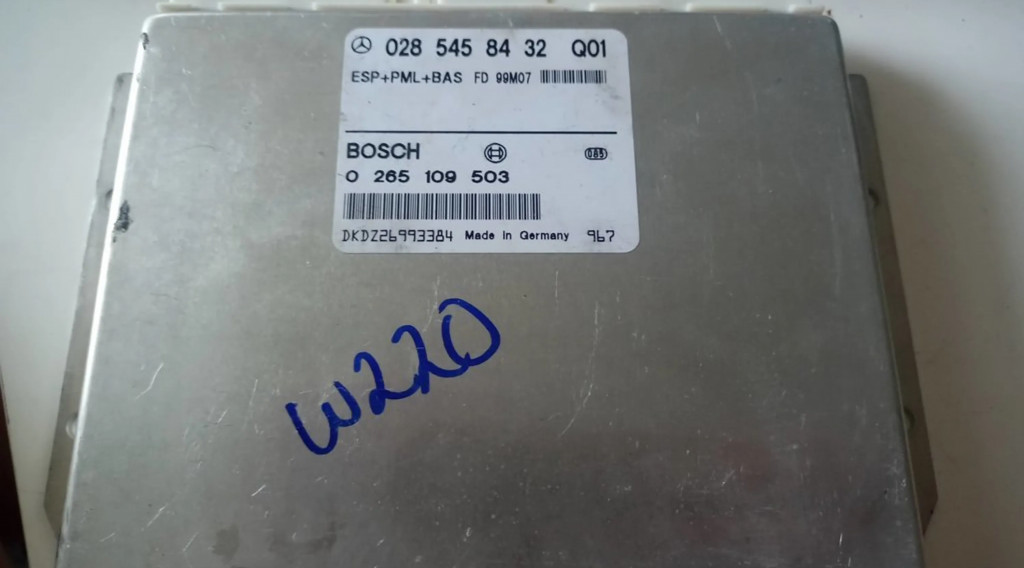 028 545 84 32 Q01
ESP+PML+BAS FD 99M07
BOSCH 085
0 265 109 503
DKDZ26993384 Made in Germany 967
W220